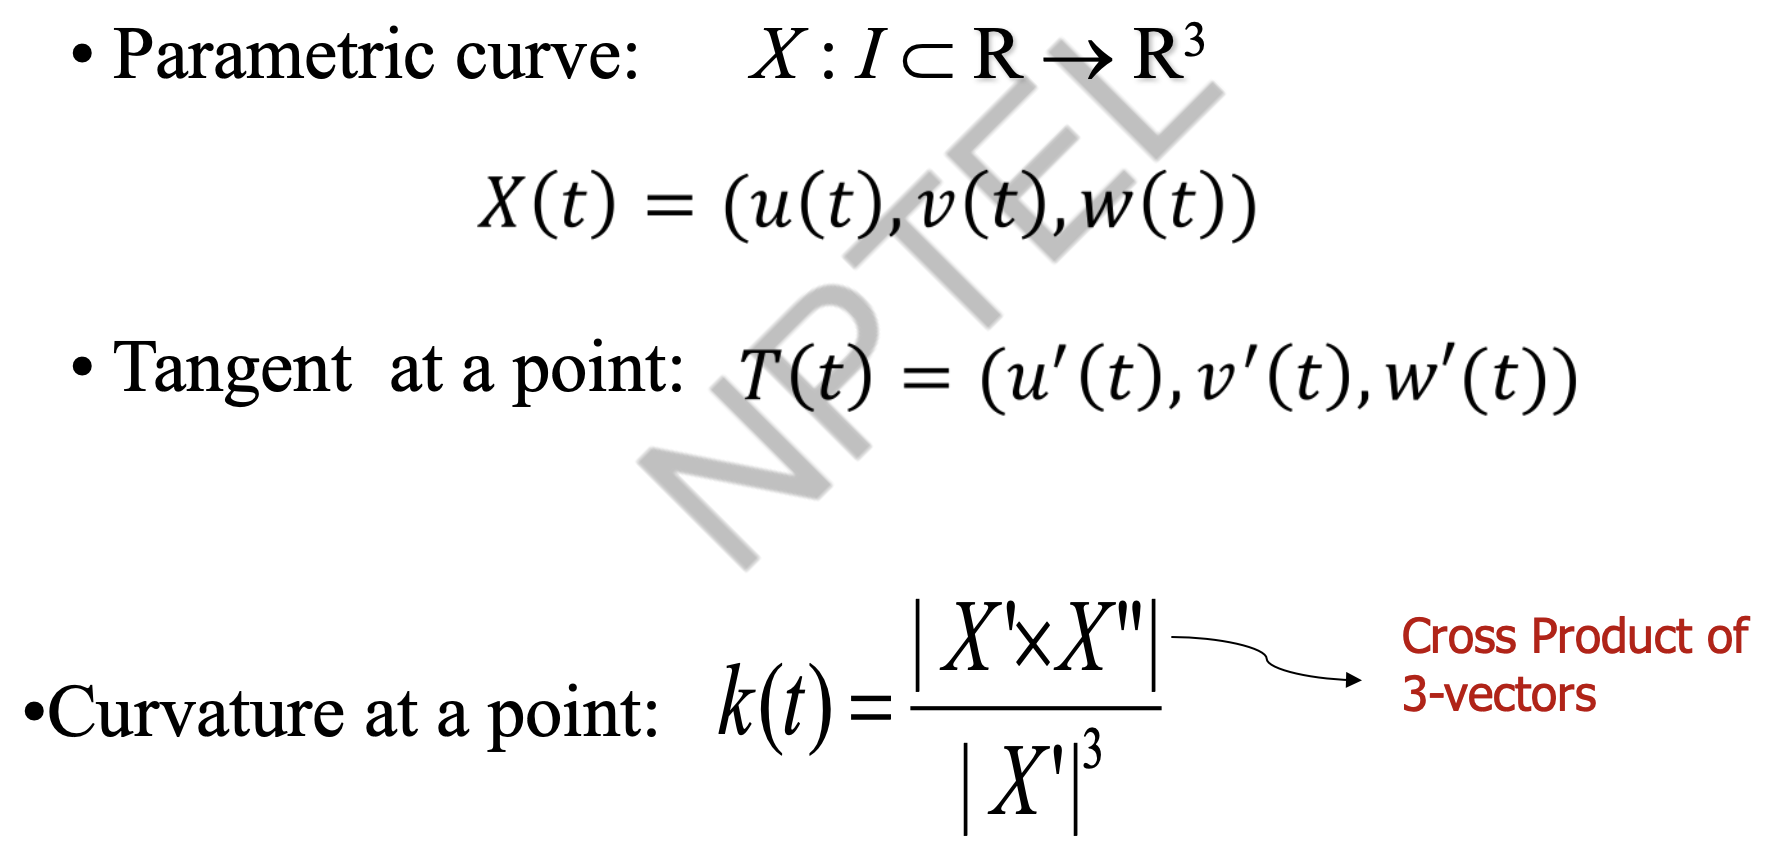 • Parametric curve: X : I ⊂ R → R³
X(t) = (u(t), v(t), w(t))
• Tangent at a point: T(t) = (u′(t), v′(t), w′(t))
•Curvature at a point: k(t) = | X'×X''| / | X'|³
Cross Product of
3-vectors
NPTEL